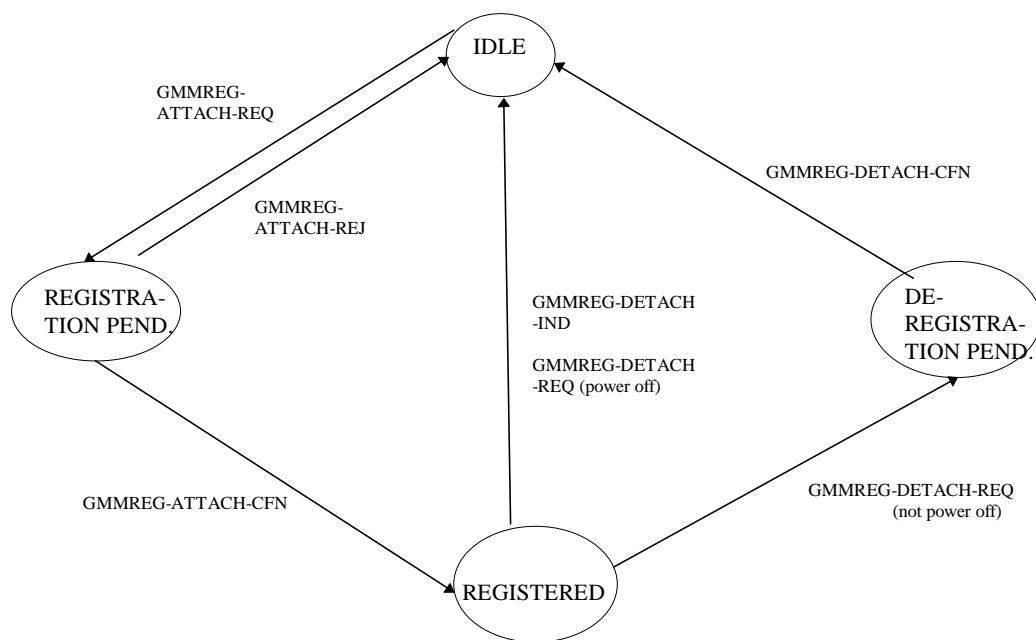 IDLE
GMMREG-
ATTACH-REQ
GMMREG-DETACH-CFN
GMMREG-
ATTACH-REJ
REGISTRA-
TION PEND.
GMMREG-DETACH
-IND
GMMREG-DETACH
-REQ (power off)
DE-
REGISTRA-
TION PEND.
GMMREG-ATTACH-CFN
GMMREG-DETACH-REQ
(not power off)
REGISTERED